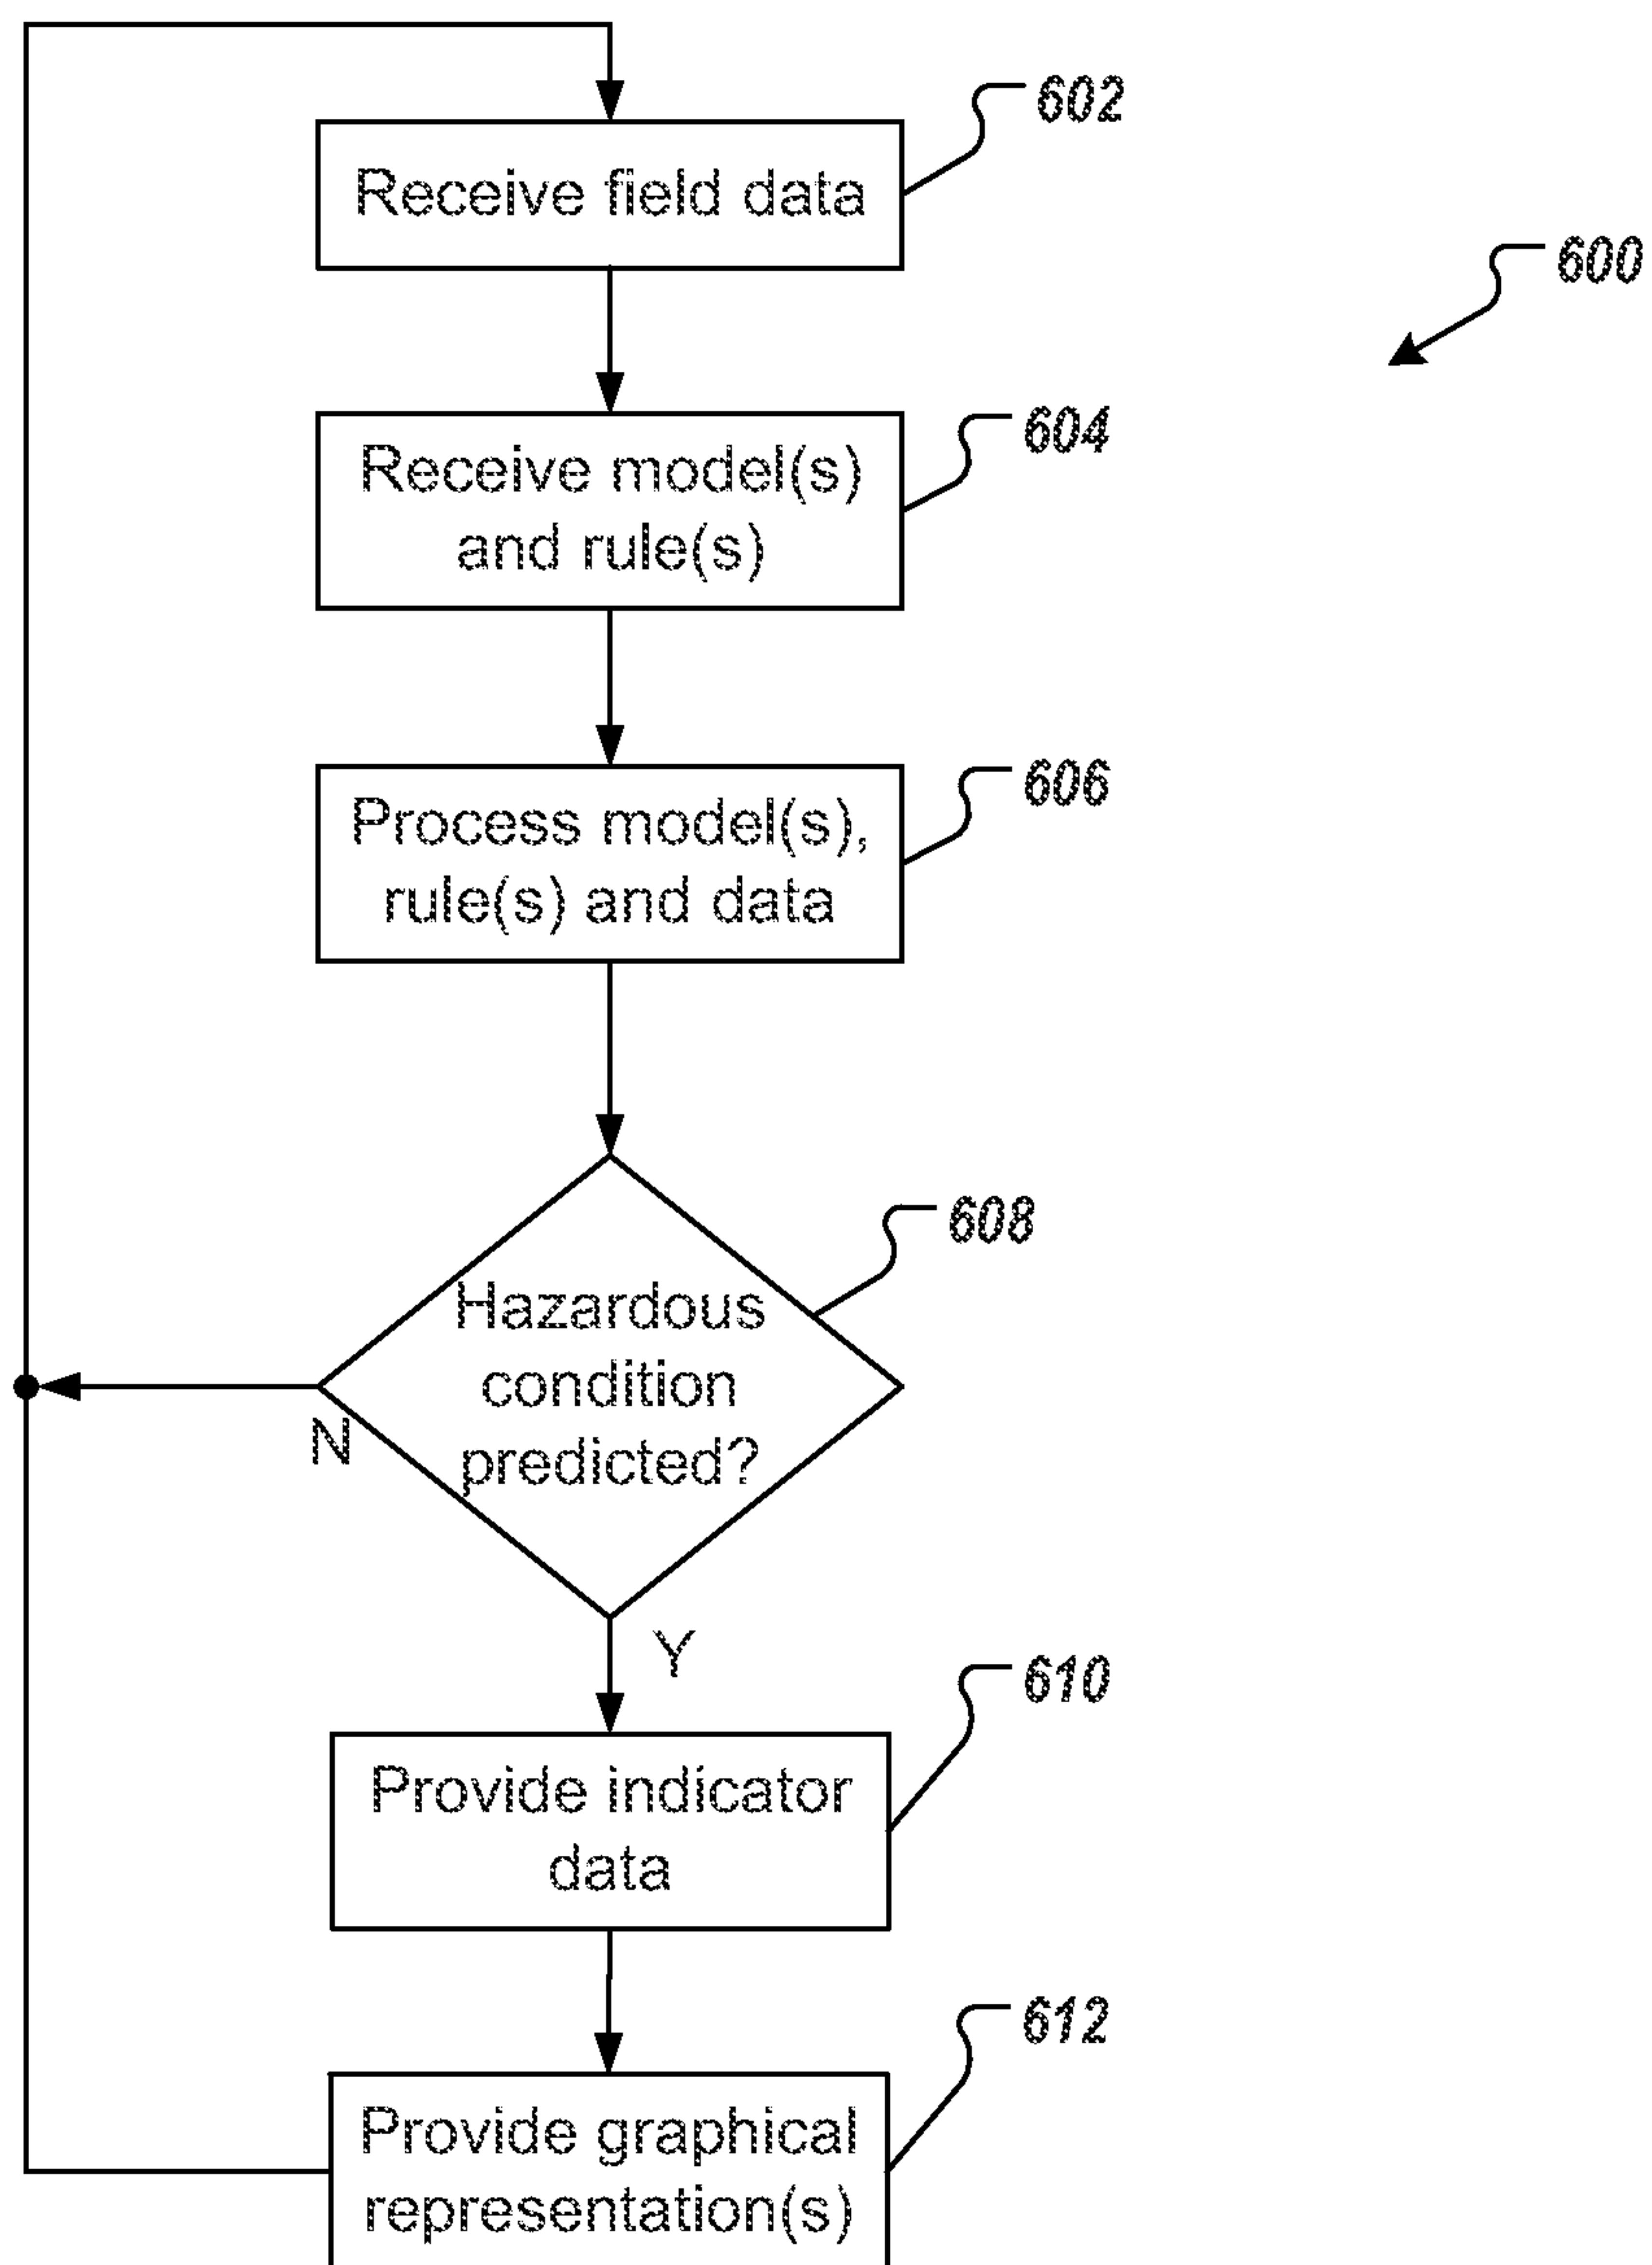 602
Receive field data
600
604
Receive model(s)
and rule(s)
606
Process model(s),
rule(s) and data
608
Hazardous
condition
predicted?
N
Y
610
Provide indicator
data
612
Provide graphical
representation(s)